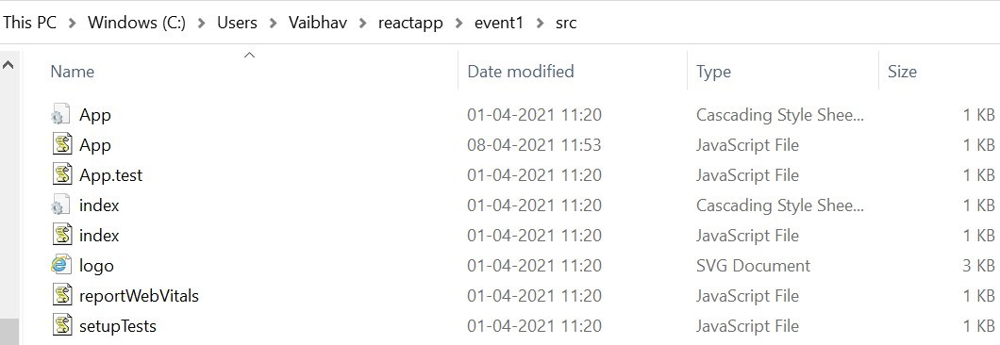 This PC > Windows (C:) > Users > Vaibhav > reactapp > event1 > src
Name Date modified Type Size
App 01-04-2021 11:20 Cascading Style Shee... 1 KB
App 08-04-2021 11:53 JavaScript File 1 KB
App.test 01-04-2021 11:20 JavaScript File 1 KB
index 01-04-2021 11:20 Cascading Style Shee... 1 KB
index 01-04-2021 11:20 JavaScript File 1 KB
logo 01-04-2021 11:20 SVG Document 3 KB
reportWebVitals 01-04-2021 11:20 JavaScript File 1 KB
setupTests 01-04-2021 11:20 JavaScript File 1 KB